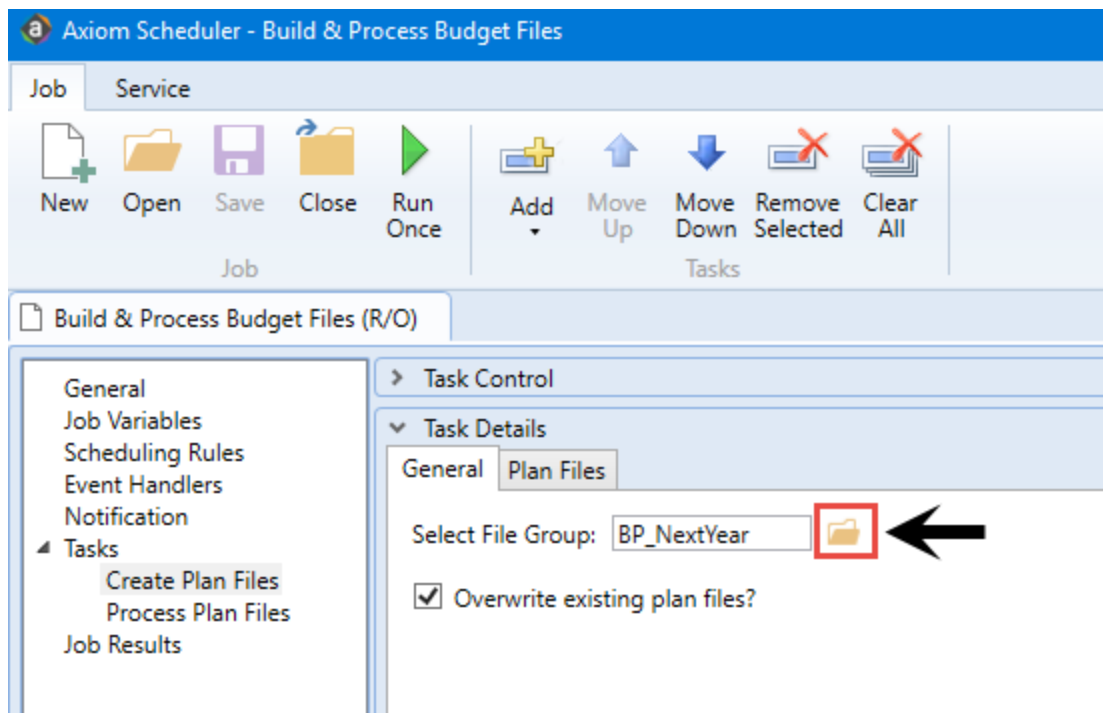 Axiom Scheduler - Build & Process Budget Files
Job Service
New Open Save Close Run Once Add Move Up Move Down Remove Selected Clear All
Job Tasks
Build & Process Budget Files (R/O)
General
Job Variables
Scheduling Rules
Event Handlers
Notification
Tasks
Create Plan Files
Process Plan Files
Job Results
Task Control
Task Details
General Plan Files
Select File Group: BP_NextYear
Overwrite existing plan files?